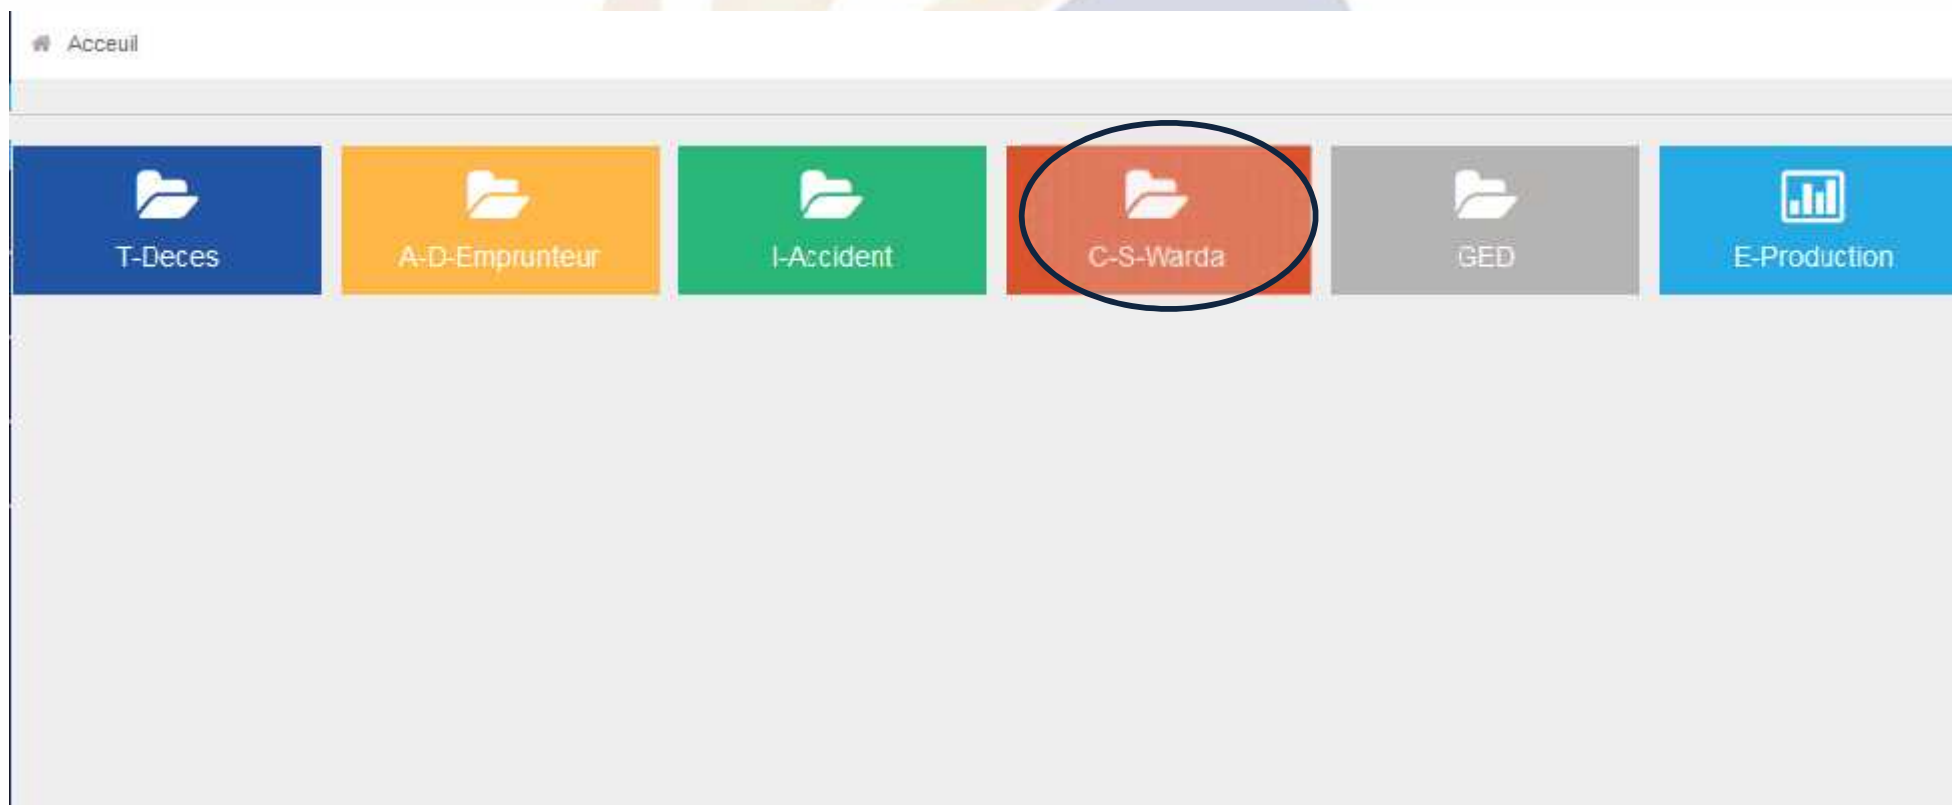 Acceuil
T-Deces
A-D-Emprunteur
I-Accident
C-S-Warda
GED
E-Production